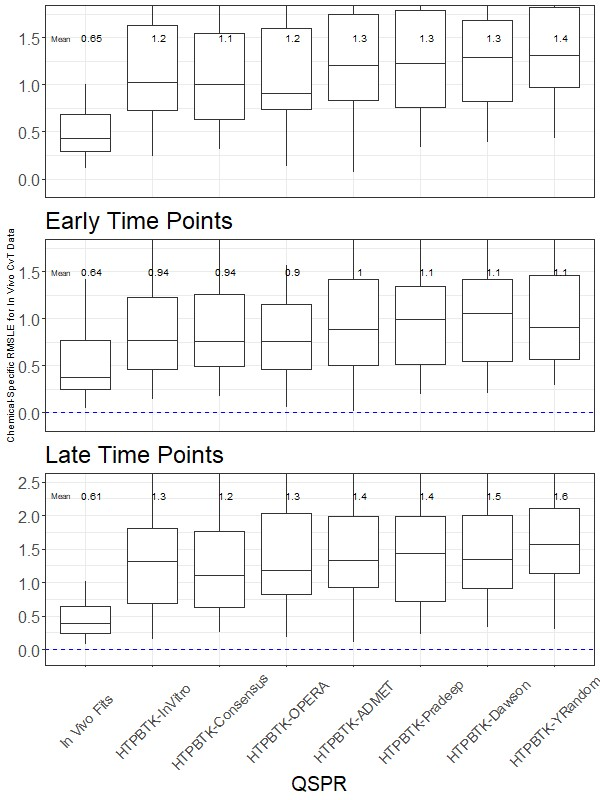 1.5
Mean 0.65 1.2 1.1 1.2 1.3 1.3 1.3 1.4
1.0
0.5
0.0
Early Time Points
Chemical-Specific RMSLE for In Vivo CvT Data
1.5
Mean 0.64 0.94 0.94 0.9 1 1.1 1.1 1.1
1.0
0.5
0.0
Late Time Points
2.5
Mean 0.61 1.3 1.2 1.3 1.4 1.4 1.5 1.6
2.0
1.5
1.0
0.5
0.0
In Vivo Fits
HTPBTK-InVitro
HTPBTK-Consensus
HTPBTK-OPERA
HTPBTK-ADMET
HTPBTK-Pradeep
HTPBTK-Dawson
HTPBTK-YRandom
QSPR